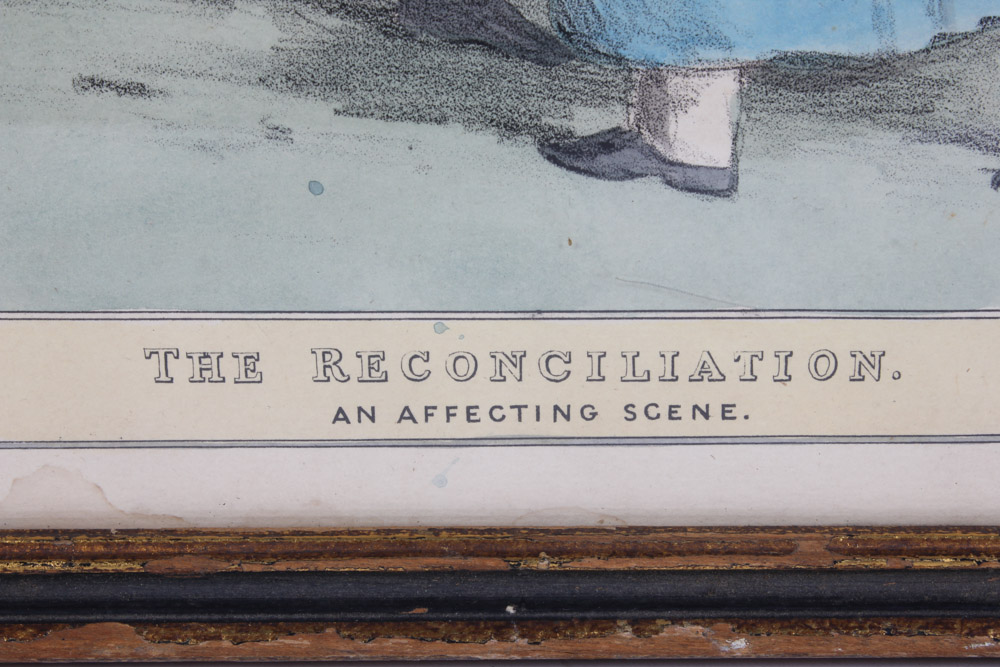 THE RECONCILIATION.
AN AFFECTING SCENE.